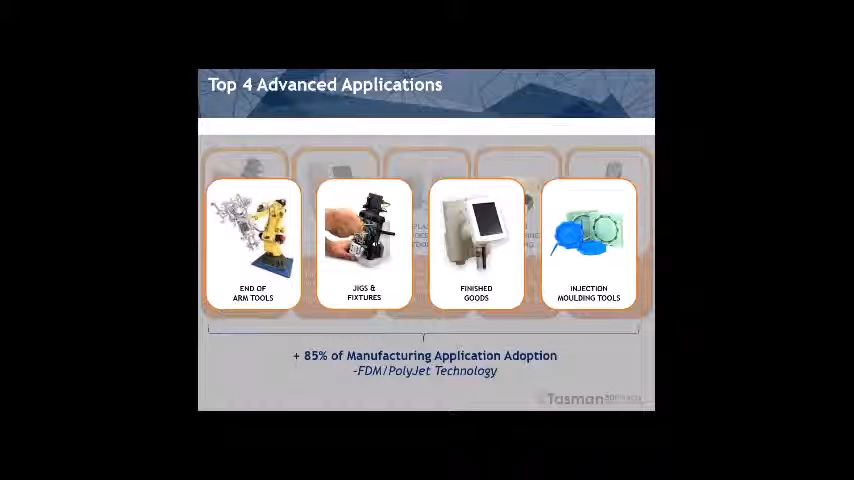 Top 4 Advanced Applications
END OF
ARM TOOLS
JIGS &
FIXTURES
FINISHED
GOODS
INJECTION
MOULDING TOOLS
+ 85% of Manufacturing Application Adoption
-FDM/PolyJet Technology
Tasman